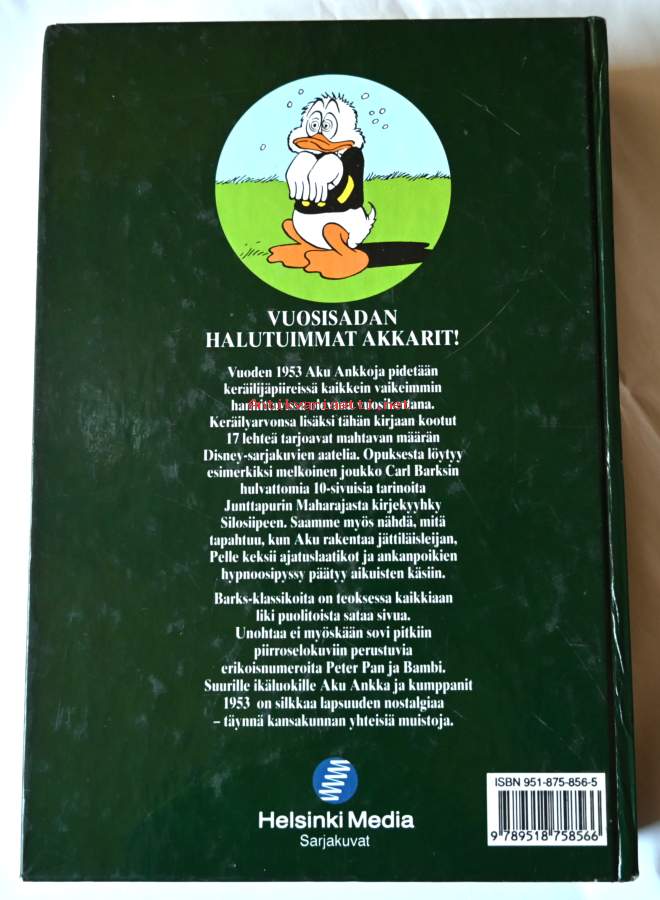 VUOSISADAN
HALUTUIMMAT AKKARIT!
Vuoden 1953 Aku Ankkoja pidetään
keräilijäpiireissä kaikkein vaikeimmin
vuosikertana.
Keräilyarvonsa lisäksi tähän kirjaan kootut
17 lehteä tarjoavat mahtavan määrän
Disney-sarjakuvien aatelia. Opuksesta löytyy
esimerkiksi melkoinen joukko Carl Barksin
hulvattomia 10-sivuisia tarinoita
Junttapurin Maharajasta kirjekyyhky
Silosiipeen. Saamme myös nähdä, mitä
tapahtuu, kun Aku rakentaa jättiläisleijan,
Pelle keksii ajatuslaatikot ja ankanpoikien
hypnoosipyssy päätyy aikuisten käsiin.
Barks-klassikoita on teoksessa kaikkiaan
liki puolitoista sataa sivua.
Unohtaa ei myöskään sovi pitkiin
piirroselokuviin perustuvia
erikoisnumeroita Peter Pan ja Bambi.
Suurille ikäluokille Aku Ankka ja kumppanit
1953 on silkkaa lapsuuden nostalgiaa
– täynnä kansakunnan yhteisiä muistoja.
Helsinki Media
Sarjakuvat
ISBN 951-875-856-5
9 789518 758566